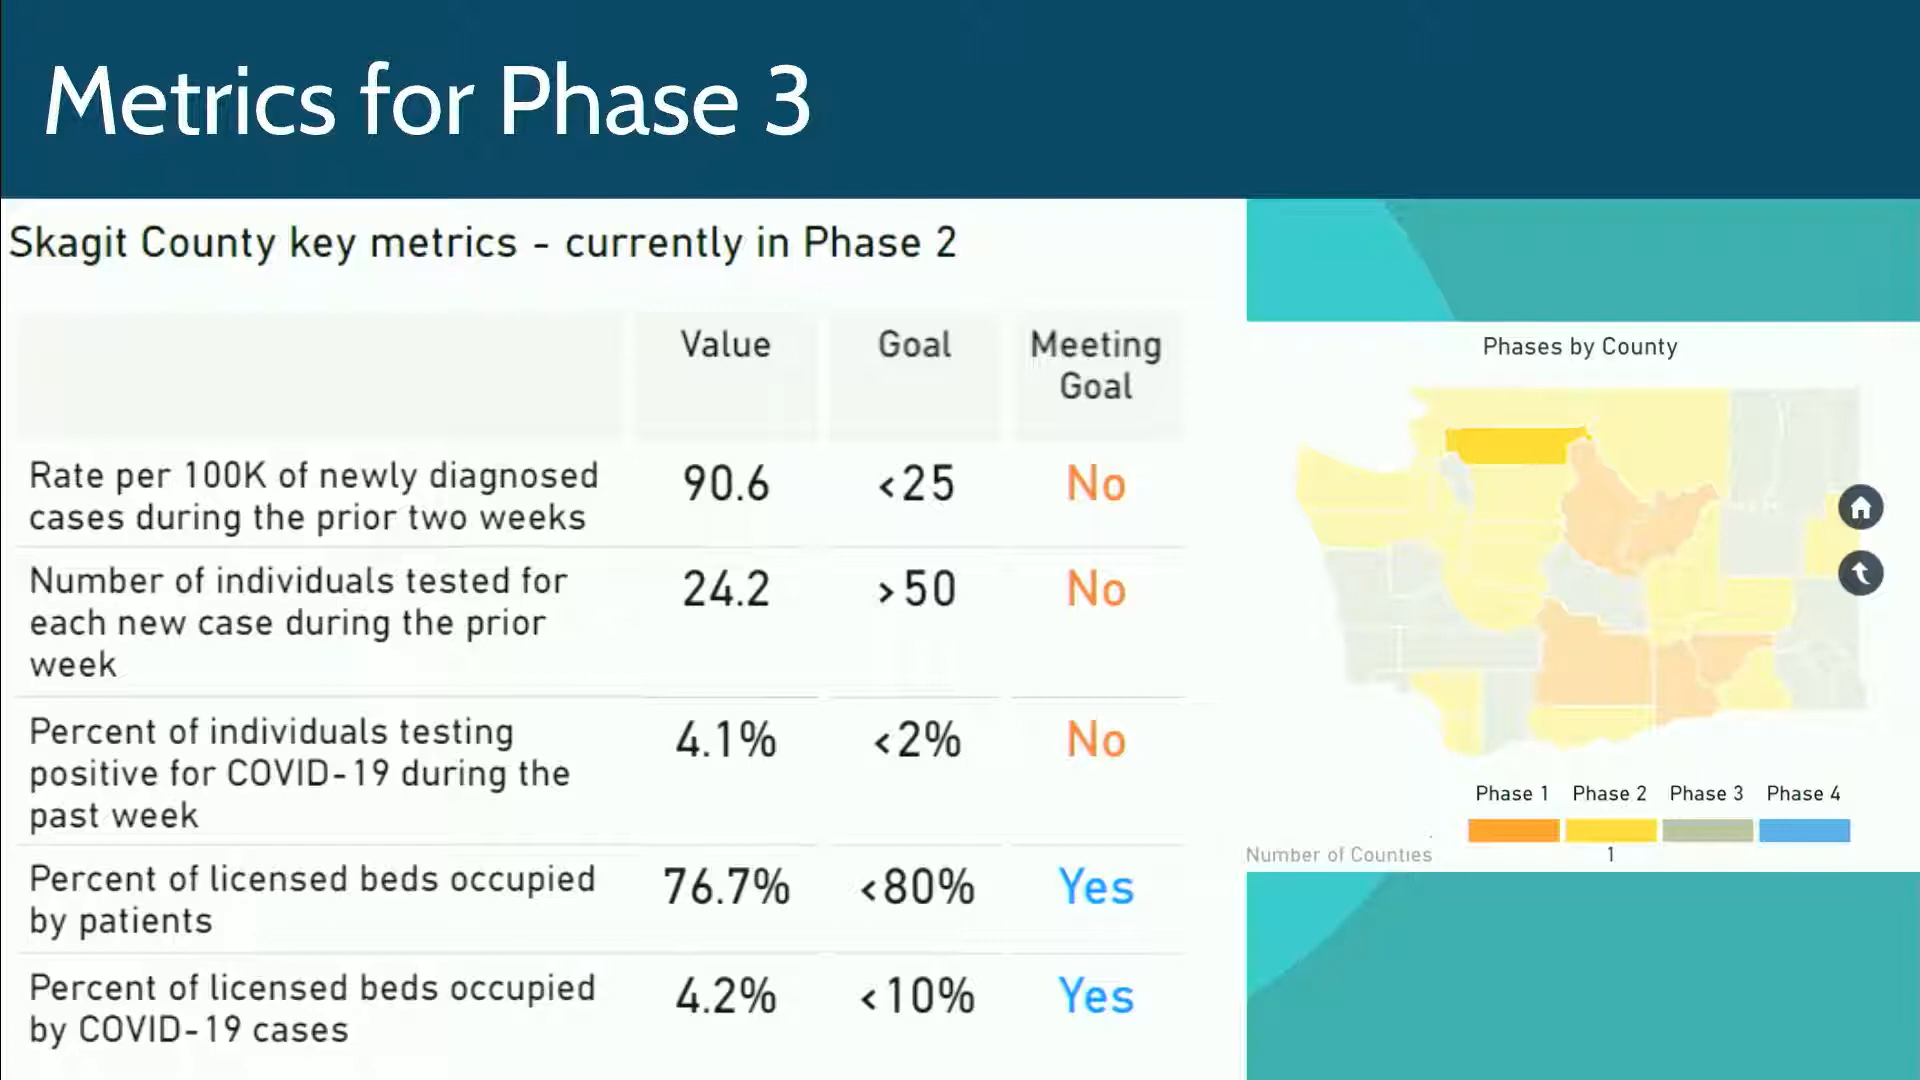 Metrics for Phase 3
Skagit County key metrics - currently in Phase 2
Value
Goal
Meeting
Goal
Rate per 100K of newly diagnosed
cases during the prior two weeks
90.6
<25
No
Number of individuals tested for
each new case during the prior
week
24.2
>50
No
Percent of individuals testing
positive for COVID-19 during the
past week
4.1%
<2%
No
Percent of licensed beds occupied
by patients
76.7%
<80%
Yes
Percent of licensed beds occupied
by COVID-19 cases
4.2%
<10%
Yes
Phases by County
Phase 1
Phase 2
Phase 3
Phase 4
Number of Counties
1